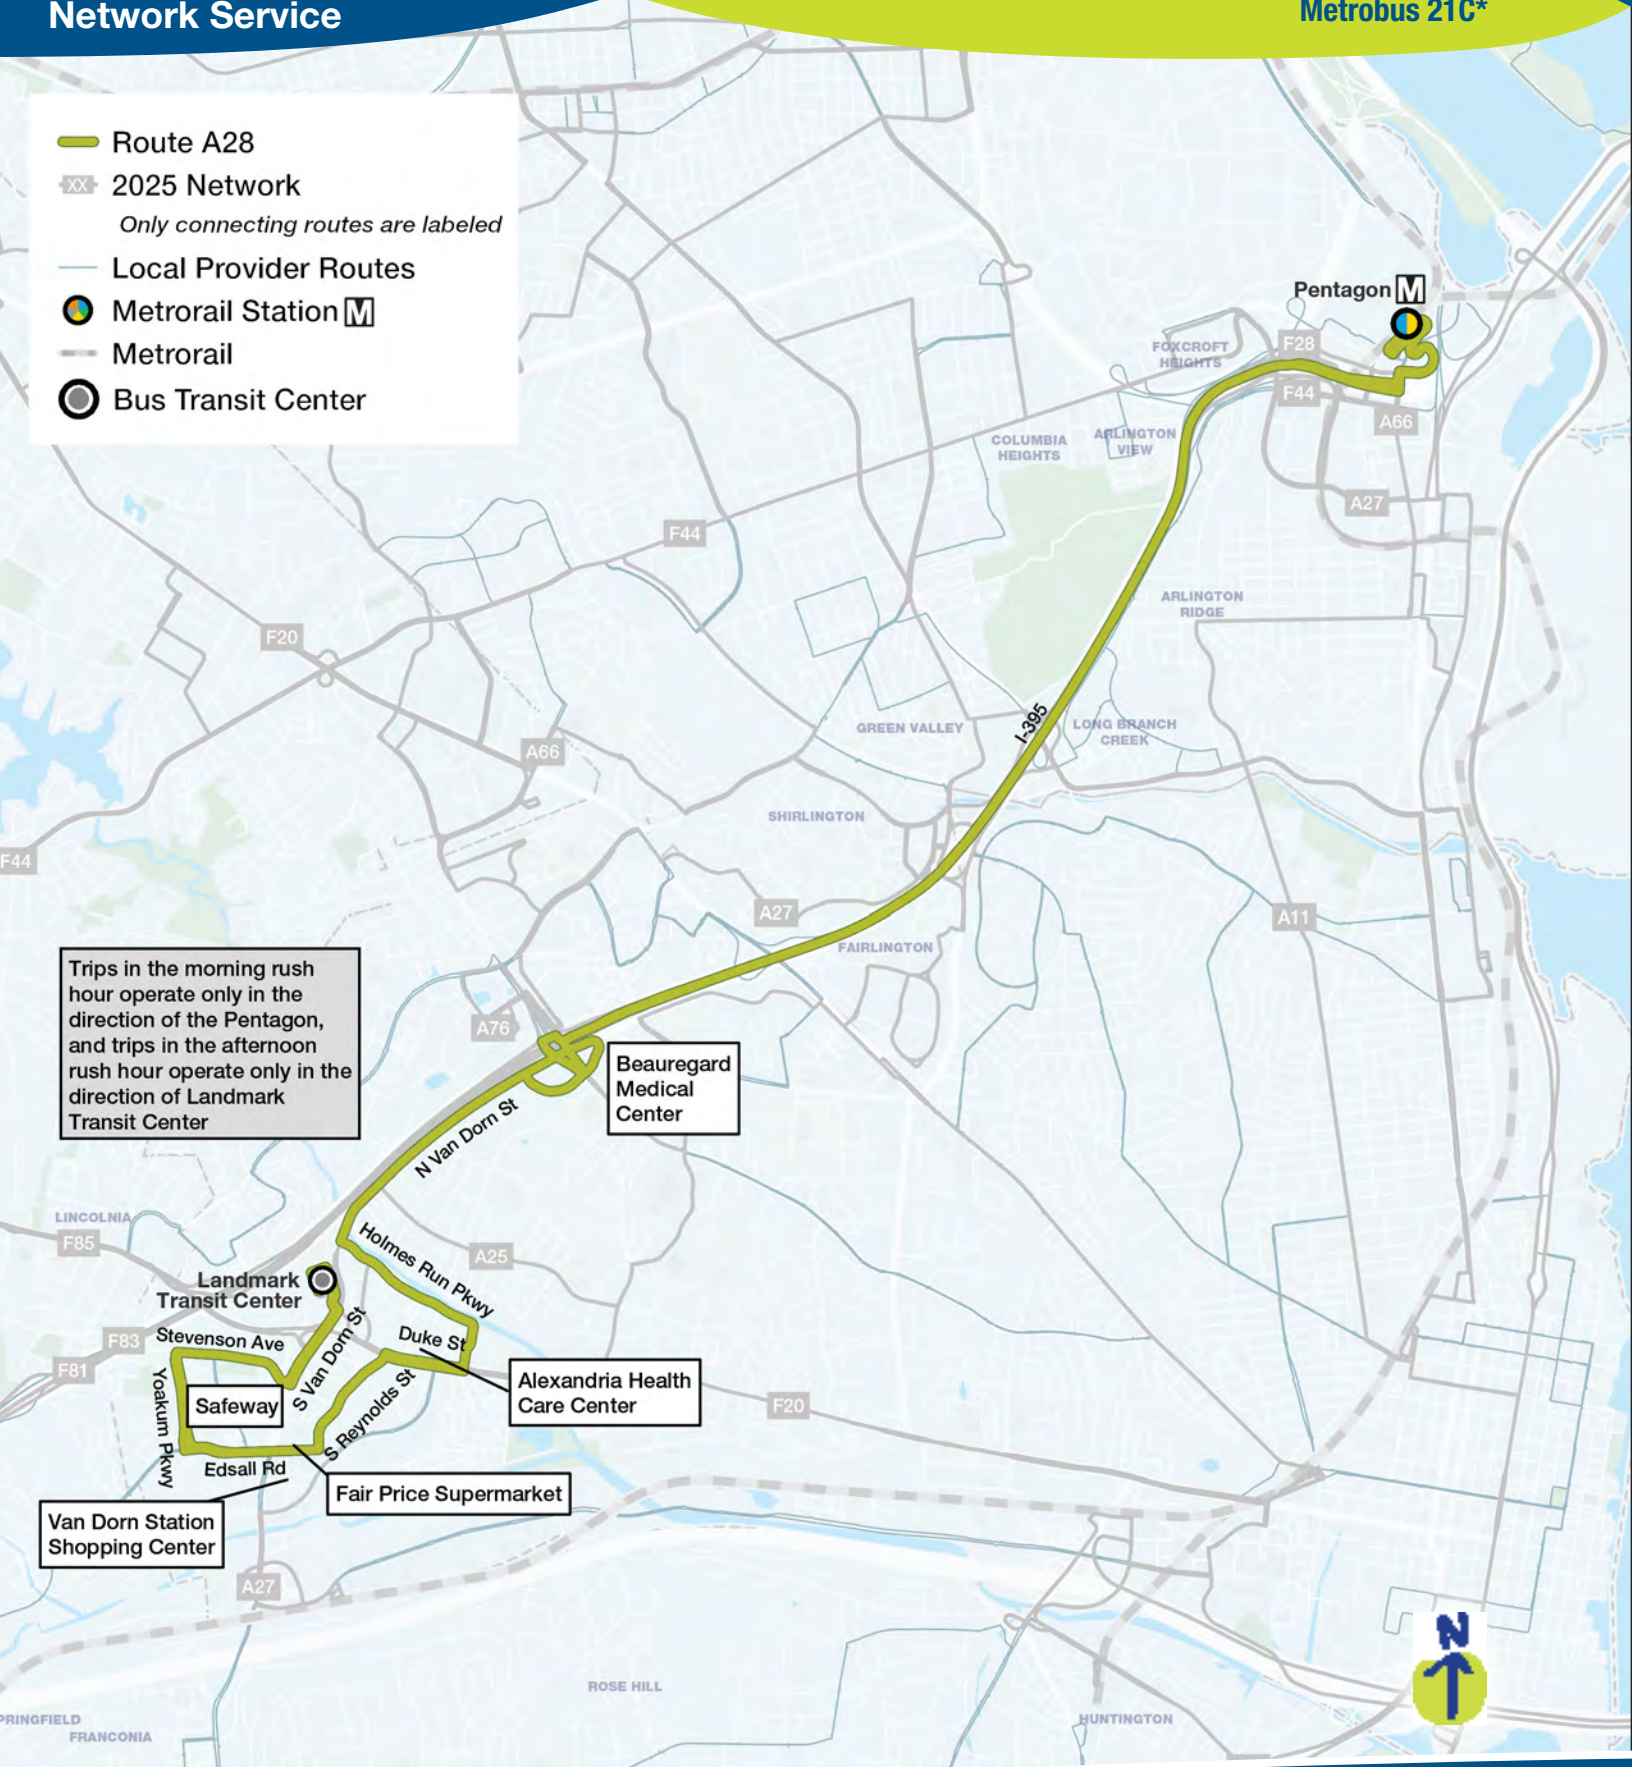 Network Service
Metrobus 21C*
Route A28
XX 2025 Network
Only connecting routes are labeled
Local Provider Routes
Metrorail Station M
Metrorail
Bus Transit Center
Pentagon M
FOXCROFT
HEIGHTS
F28
F44
A66
COLUMBIA
HEIGHTS
ARLINGTON
VIEW
A27
F44
ARLINGTON
RIDGE
F20
I-395
GREEN VALLEY
LONG BRANCH
CREEK
A66
SHIRLINGTON
F44
A27
A11
FAIRLINGTON
Trips in the morning rush
hour operate only in the
direction of the Pentagon,
and trips in the afternoon
rush hour operate only in the
direction of Landmark
Transit Center
A76
Beauregard
Medical
Center
N Van Dorn St
LINCOLNIA
F85
Holmes Run Pkwy
A25
Landmark
Transit Center
F83
Stevenson Ave
S Van Dorn St
Duke St
F81
Yoakum Pkwy
Safeway
S Reynolds St
Alexandria Health
Care Center
F20
Edsall Rd
Fair Price Supermarket
Van Dorn Station
Shopping Center
A27
N
ROSE HILL
PRINGFIELD
FRANCONIA
HUNTINGTON